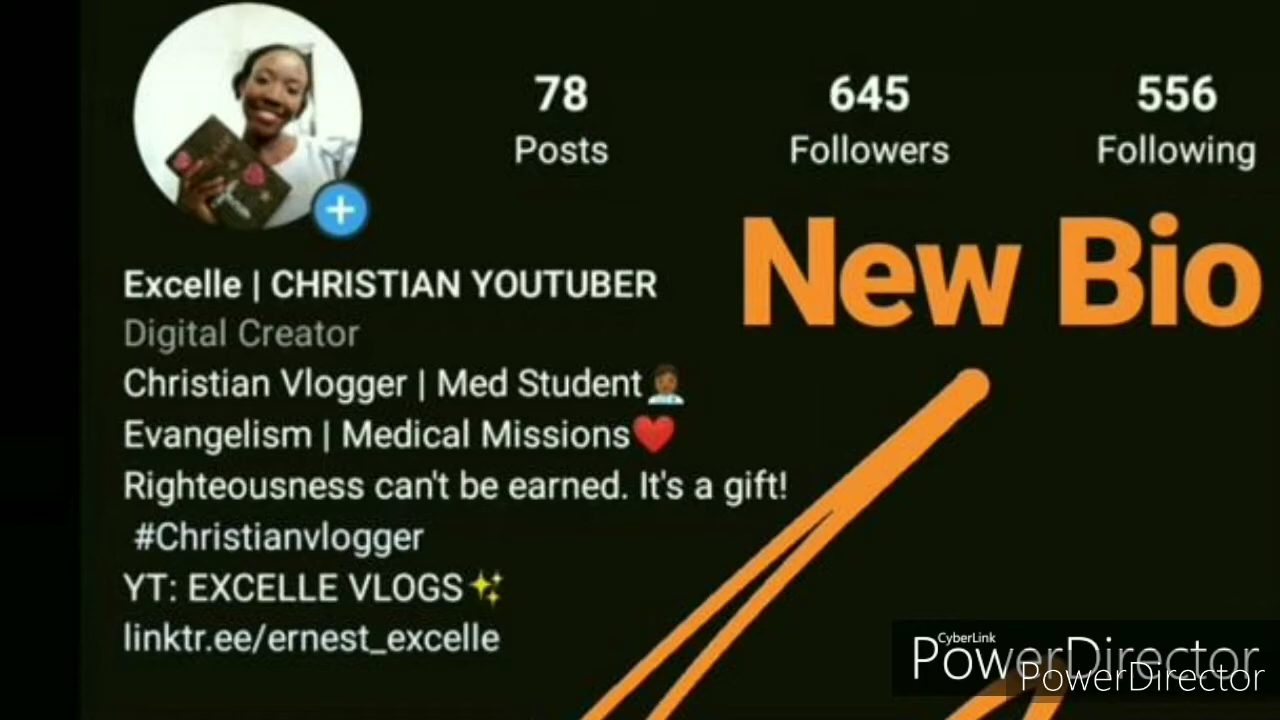 78 645 556
Posts Followers Following
New Bio
Excelle | CHRISTIAN YOUTUBER
Digital Creator
Christian Vlogger | Med Student👩🏾‍⚕️
Evangelism | Medical Missions❤️
Righteousness can't be earned. It's a gift!
#Christianvlogger
YT: EXCELLE VLOGS✨
linktr.ee/ernest_excelle
CyberLink
PowerDirector
PowerDirector